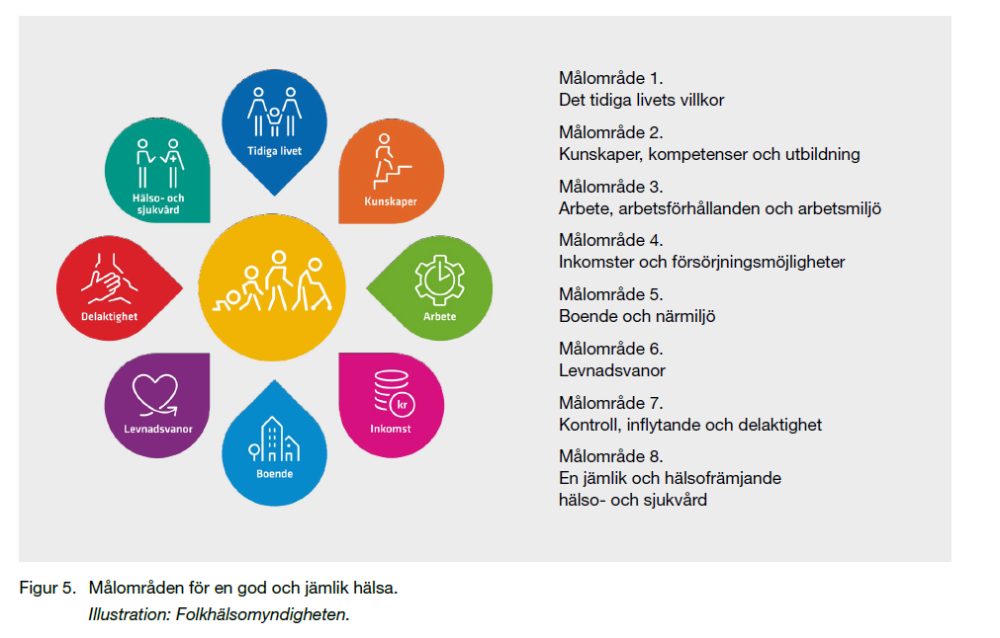 Tidiga livet
Kunskaper
Arbete
kr
Inkomst
Boende
Levnadsvanor
Delaktighet
Hälso- och
sjukvård
Målområde 1.
Det tidiga livets villkor
Målområde 2.
Kunskaper, kompetenser och utbildning
Målområde 3.
Arbete, arbetsförhållanden och arbetsmiljö
Målområde 4.
Inkomster och försörjningsmöjligheter
Målområde 5.
Boende och närmiljö
Målområde 6.
Levnadsvanor
Målområde 7.
Kontroll, inflytande och delaktighet
Målområde 8.
En jämlik och hälsofrämjande
hälso- och sjukvård
Figur 5. Målområden för en god och jämlik hälsa.
Illustration: Folkhälsomyndigheten.